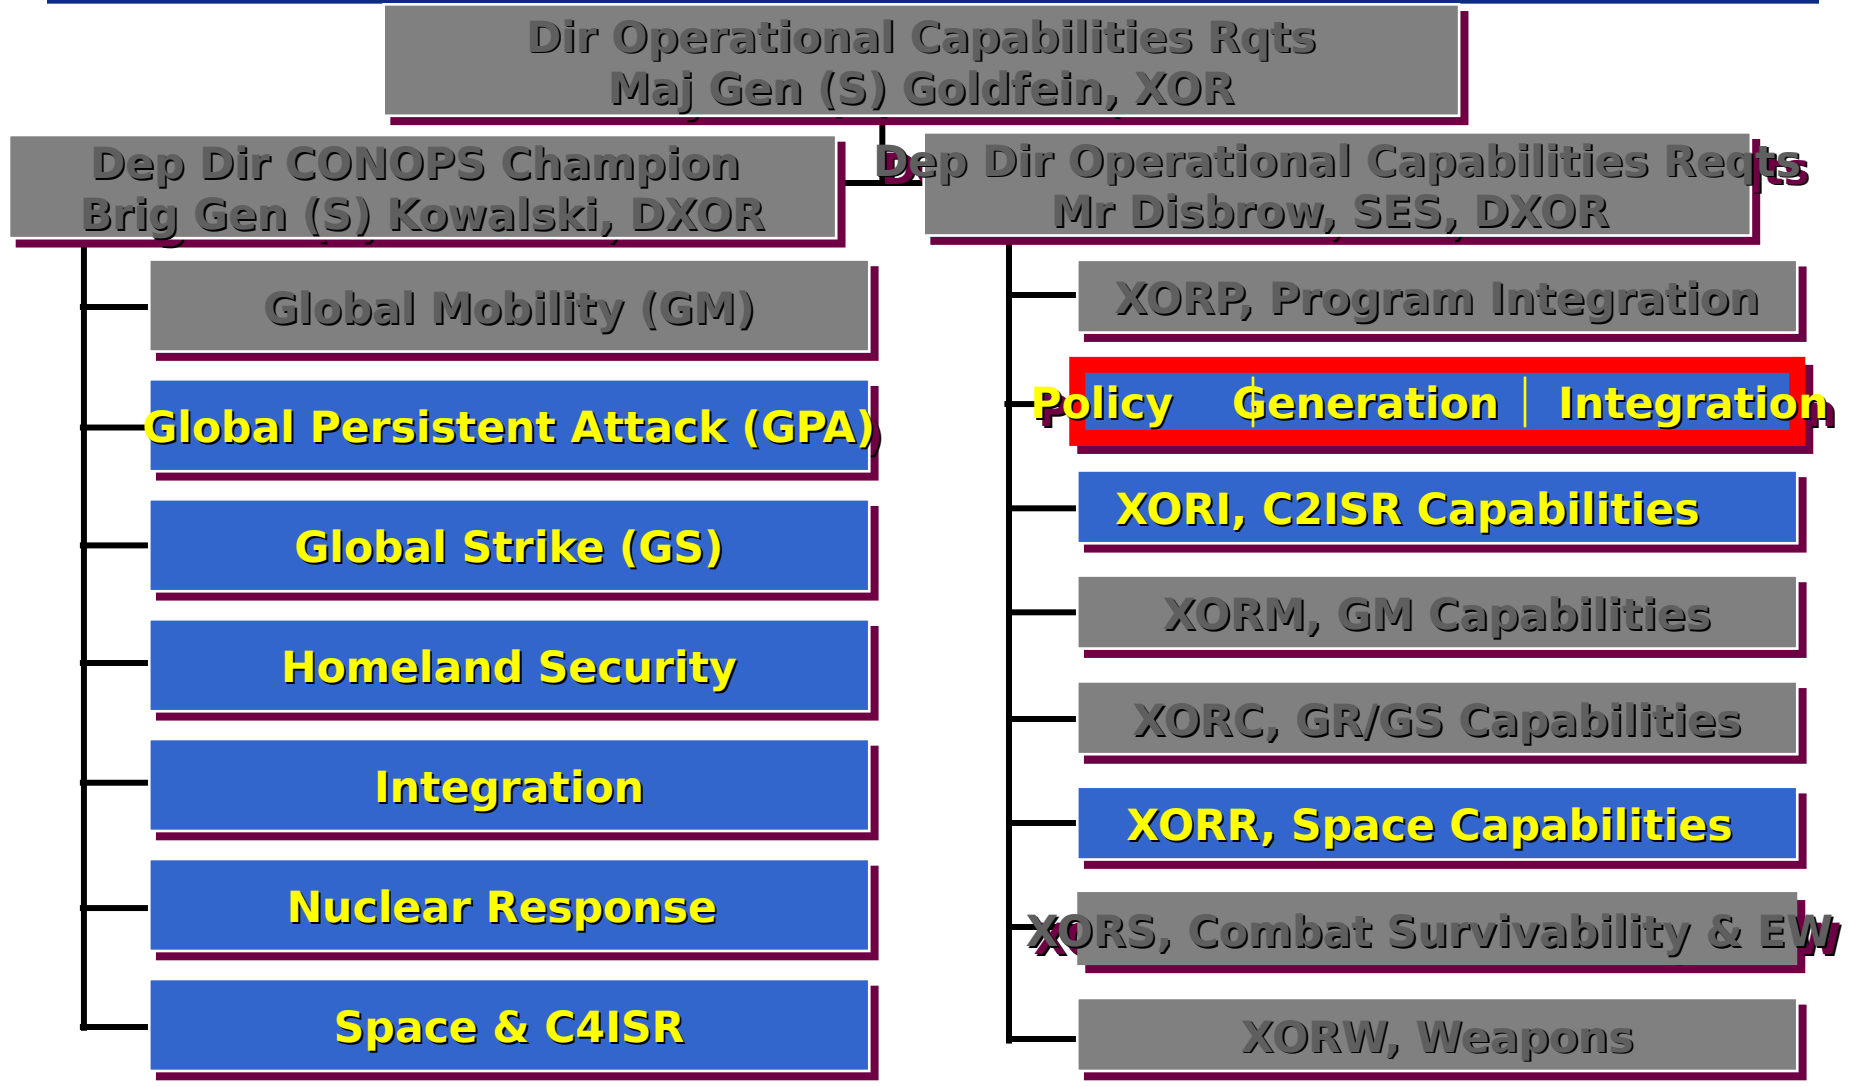 Dir Operational Capabilities Rqts
Maj Gen (S) Goldfein, XOR
Dep Dir CONOPS Champion
Brig Gen (S) Kowalski, DXOR
Global Mobility (GM)
Global Persistent Attack (GPA)
Global Strike (GS)
Homeland Security
Integration
Nuclear Response
Space & C4ISR
Dep Dir Operational Capabilities Reqts
Mr Disbrow, SES, DXOR
XORP, Program Integration
Policy Generation Integration
XORI, C2ISR Capabilities
XORM, GM Capabilities
XORC, GR/GS Capabilities
XORR, Space Capabilities
XORS, Combat Survivability & EW
XORW, Weapons